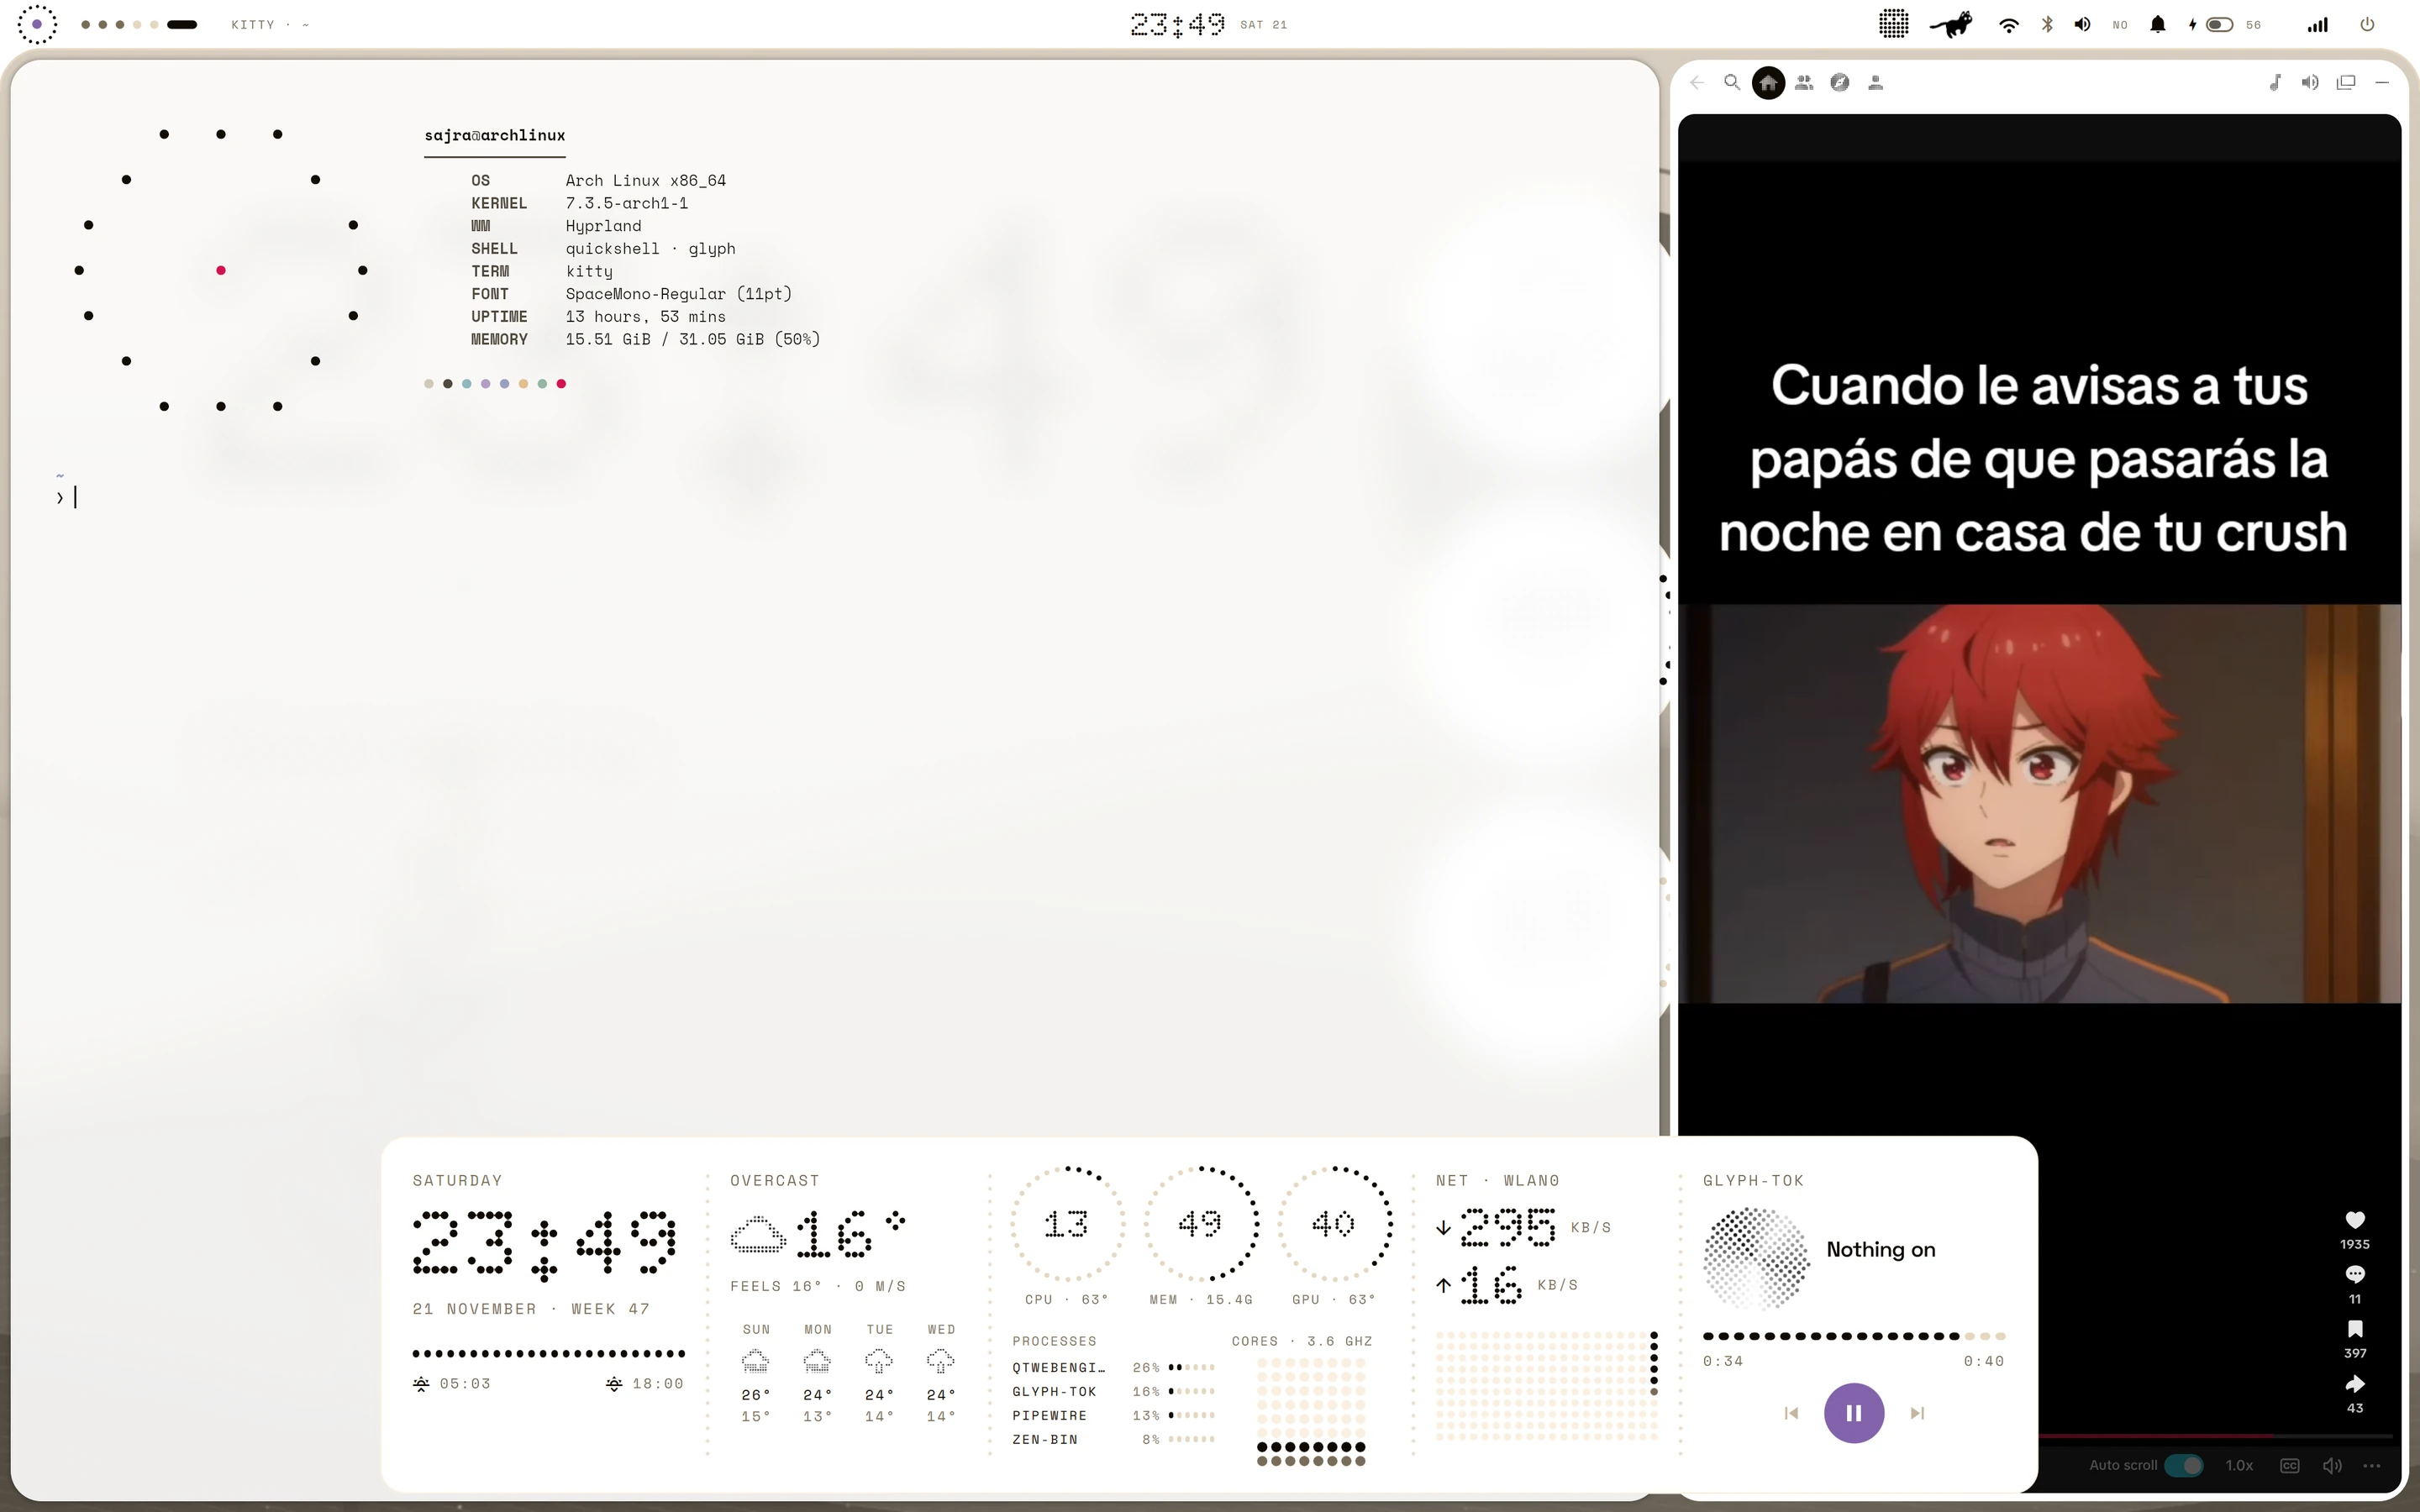 KITTY · ~
23:49 SAT 21
NO
56
sajra@archlinux
OS Arch Linux x86_64
KERNEL 7.3.5-arch1-1
WM Hyprland
SHELL quickshell · glyph
TERM kitty
FONT SpaceMono-Regular (11pt)
UPTIME 13 hours, 53 mins
MEMORY 15.51 GiB / 31.05 GiB (50%)
~
❯
Cuando le avisas a tus
papás de que pasarás la
noche en casa de tu crush
SATURDAY
23:49
21 NOVEMBER · WEEK 47
05:03 18:00
OVERCAST
16°
FEELS 16° · 0 M/S
SUN MON TUE WED
26° 24° 24° 24°
15° 13° 14° 14°
13 49 40
CPU · 63° MEM · 15.4G GPU · 63°
PROCESSES
QTWEBENGI… 26%
GLYPH-TOK 16%
PIPEWIRE 13%
ZEN-BIN 8%
CORES · 3.6 GHZ
NET · WLAN0
↓ 295 KB/S
↑ 16 KB/S
GLYPH-TOK
Nothing on
0:34 0:40
1935
11
397
43
Auto scroll 1.0x CC